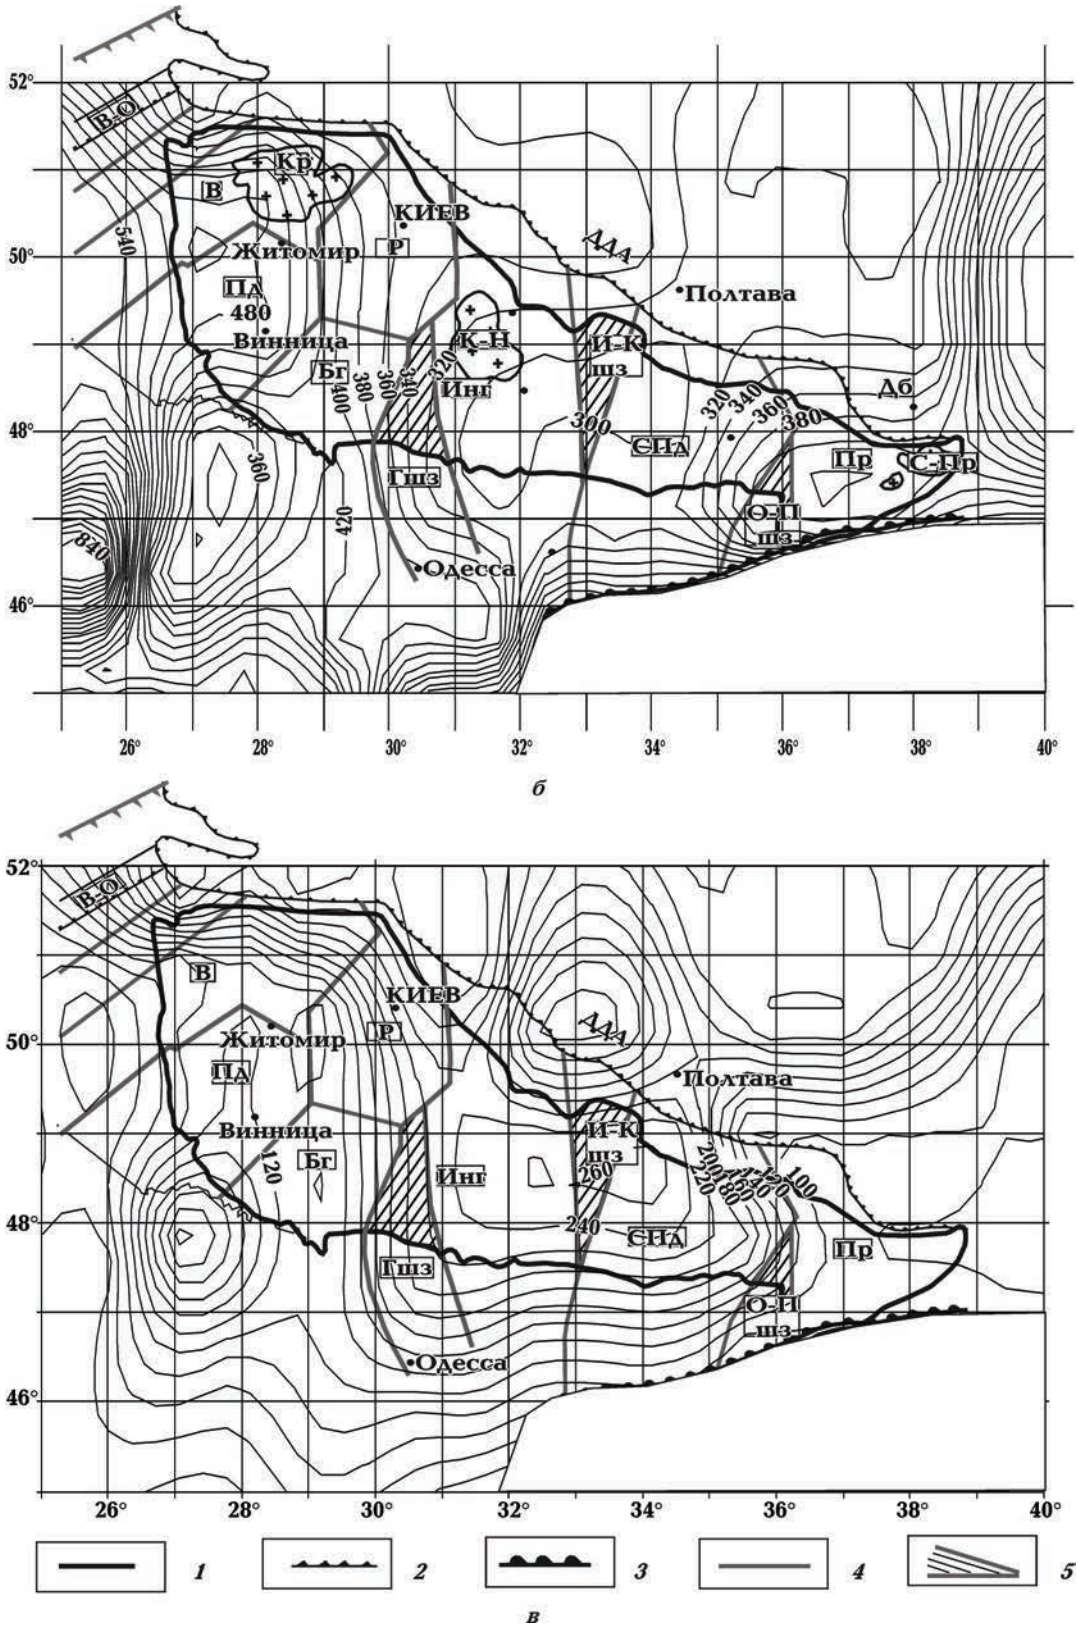 52°
В-О
Кр
В
КИЕВ
ДДА
540
50°
Житомир
Р
Полтава
Пд
480
К-Н
Винница
И-К
шз
Бг
400
380
360
340
320
Инг
320
340
360
380
Дб
48°
300
СПд
Пр
С-Пр
360
Гшз
420
О-П
шз
840
Одесса
46°
26°
28°
30°
32°
34°
36°
38°
40°
б
52°
В-О
В
КИЕВ
ДДА
50°
Житомир
Р
Пд
Полтава
Винница
И-К
шз
Бг
120
Инг
260
200
220
180
160
140
120
100
48°
240
СПд
Пр
Гшз
О-П
шз
Одесса
46°
26°
28°
30°
32°
34°
36°
38°
40°
1
2
3
4
5
в